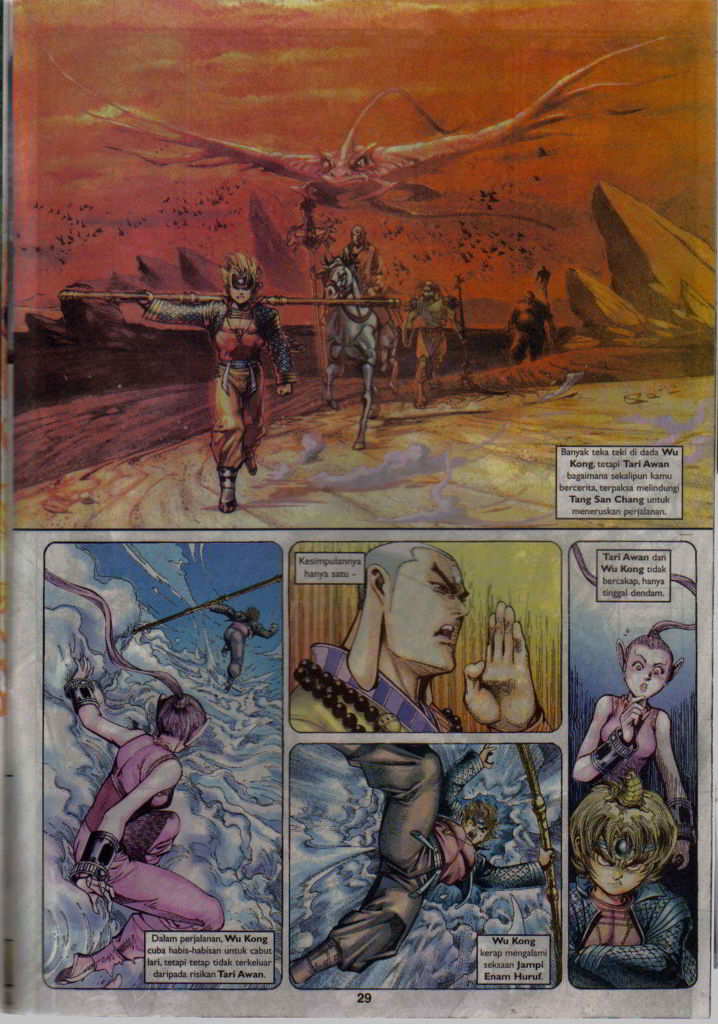 Banyak teka teki di dada Wu
Kong, tetapi Tari Awan
bagaimana sekalipun kamu
bercerita, terpaksa melindungi
Tang San Chang untuk
meneruskan perjalanan.
Dalam perjalanan, Wu Kong
cuba habis-habisan untuk cabut
lari, tetapi tetap tidak terkeluar
daripada risikan Tari Awan.
Kesimpulannya
hanya satu -
Wu Kong
kerap mengalami
seksaan Jampi
Enam Huruf.
Tari Awan dan
Wu Kong tidak
bercakap, hanya
tinggal dendam.
29